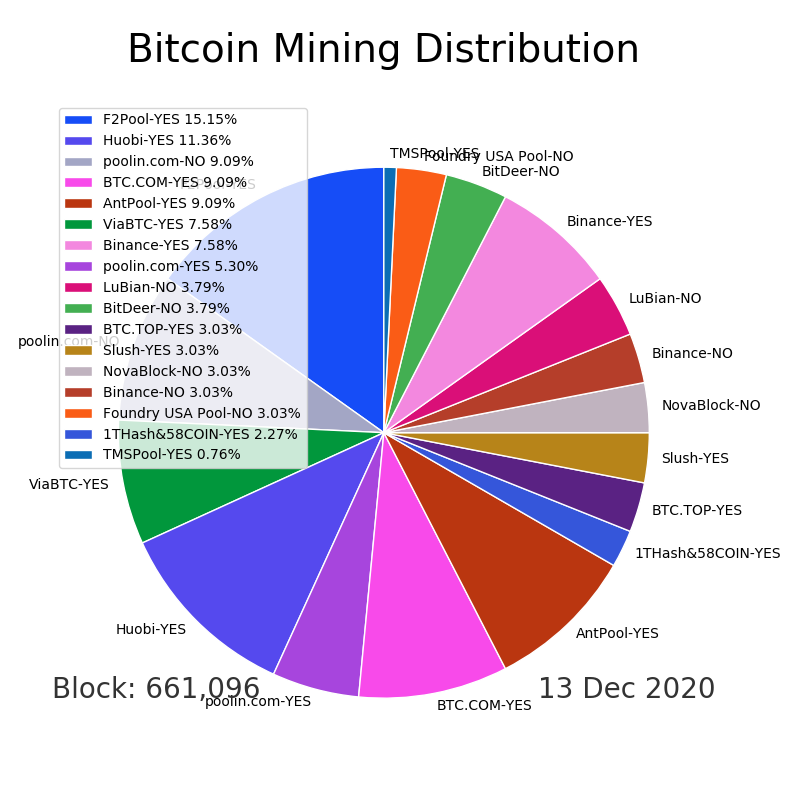 Bitcoin Mining Distribution
F2Pool-YES 15.15%
Huobi-YES 11.36%
poolin.com-NO 9.09%
BTC.COM-YES 9.09%
AntPool-YES 9.09%
ViaBTC-YES 7.58%
Binance-YES 7.58%
poolin.com-YES 5.30%
LuBian-NO 3.79%
BitDeer-NO 3.79%
BTC.TOP-YES 3.03%
Slush-YES 3.03%
NovaBlock-NO 3.03%
Binance-NO 3.03%
Foundry USA Pool-NO 3.03%
1THash&58COIN-YES 2.27%
TMSPool-YES 0.76%
TMSPool-YES
Foundry USA Pool-NO
BitDeer-NO
Binance-YES
LuBian-NO
Binance-NO
NovaBlock-NO
Slush-YES
BTC.TOP-YES
1THash&58COIN-YES
AntPool-YES
BTC.COM-YES
poolin.com-YES
Huobi-YES
ViaBTC-YES
poolin.com-NO
Block: 661,096
13 Dec 2020